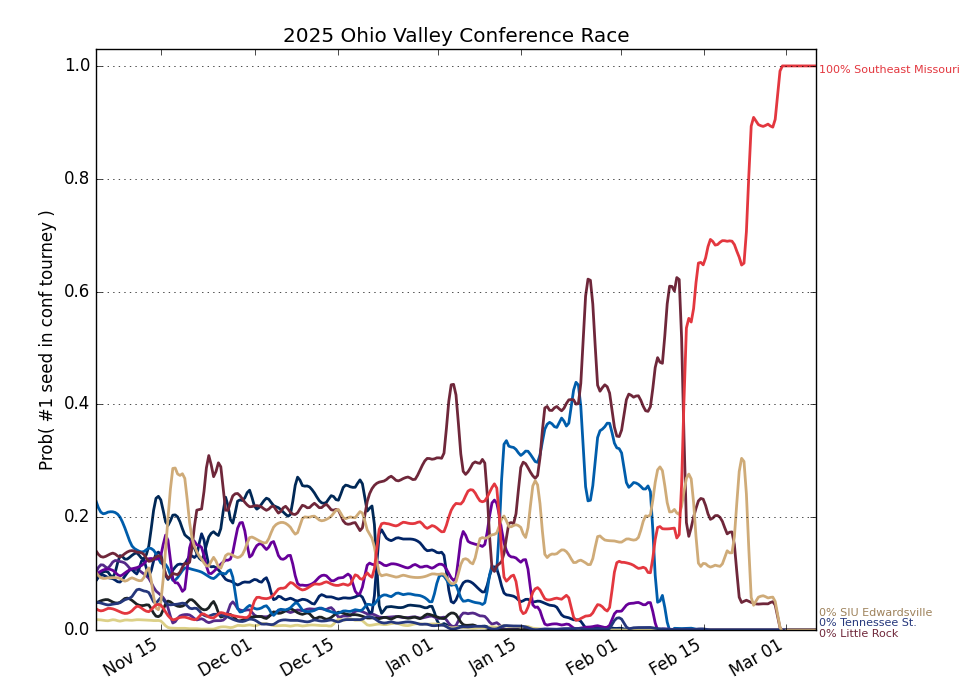 2025 Ohio Valley Conference Race
Prob( #1 seed in conf tourney )
1.0
0.8
0.6
0.4
0.2
0.0
100% Southeast Missouri
0% SIU Edwardsville
0% Tennessee St.
0% Little Rock
Nov 15
Dec 01
Dec 15
Jan 01
Jan 15
Feb 01
Feb 15
Mar 01